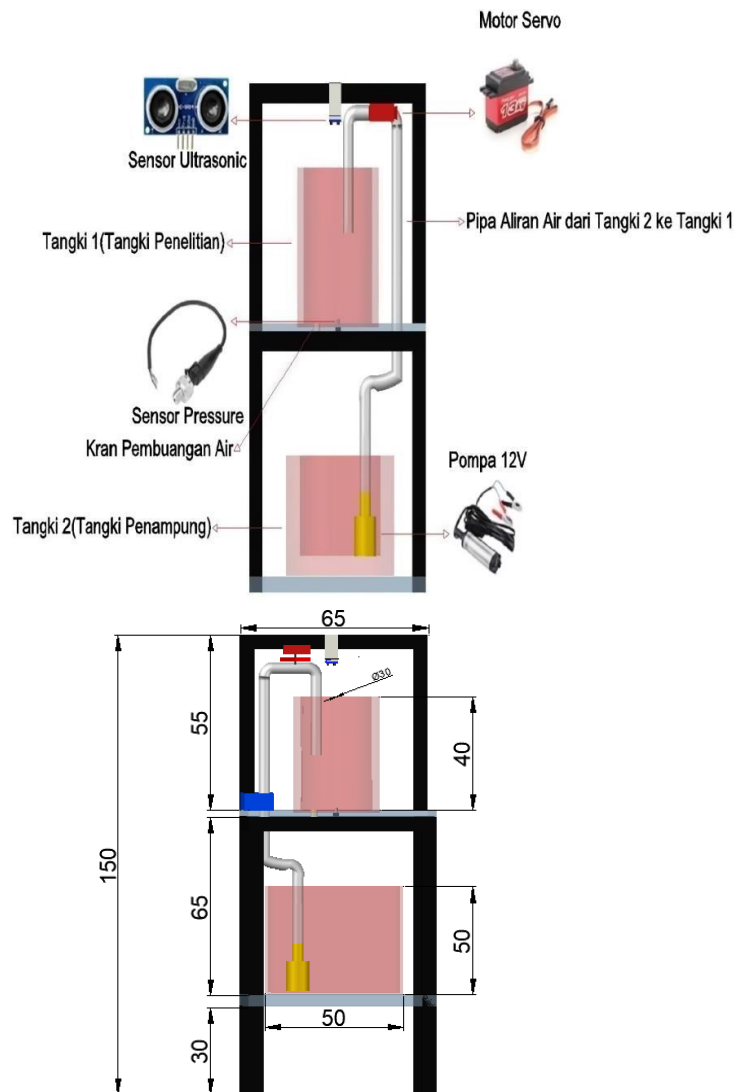 Motor Servo
Sensor Ultrasonic
Tangki 1(Tangki Penelitian)
Pipa Aliran Air dari Tangki 2 ke Tangki 1
Sensor Pressure
Kran Pembuangan Air
Pompa 12V
Tangki 2(Tangki Penampung)
65
Ø30
55
40
150
65
50
50
30